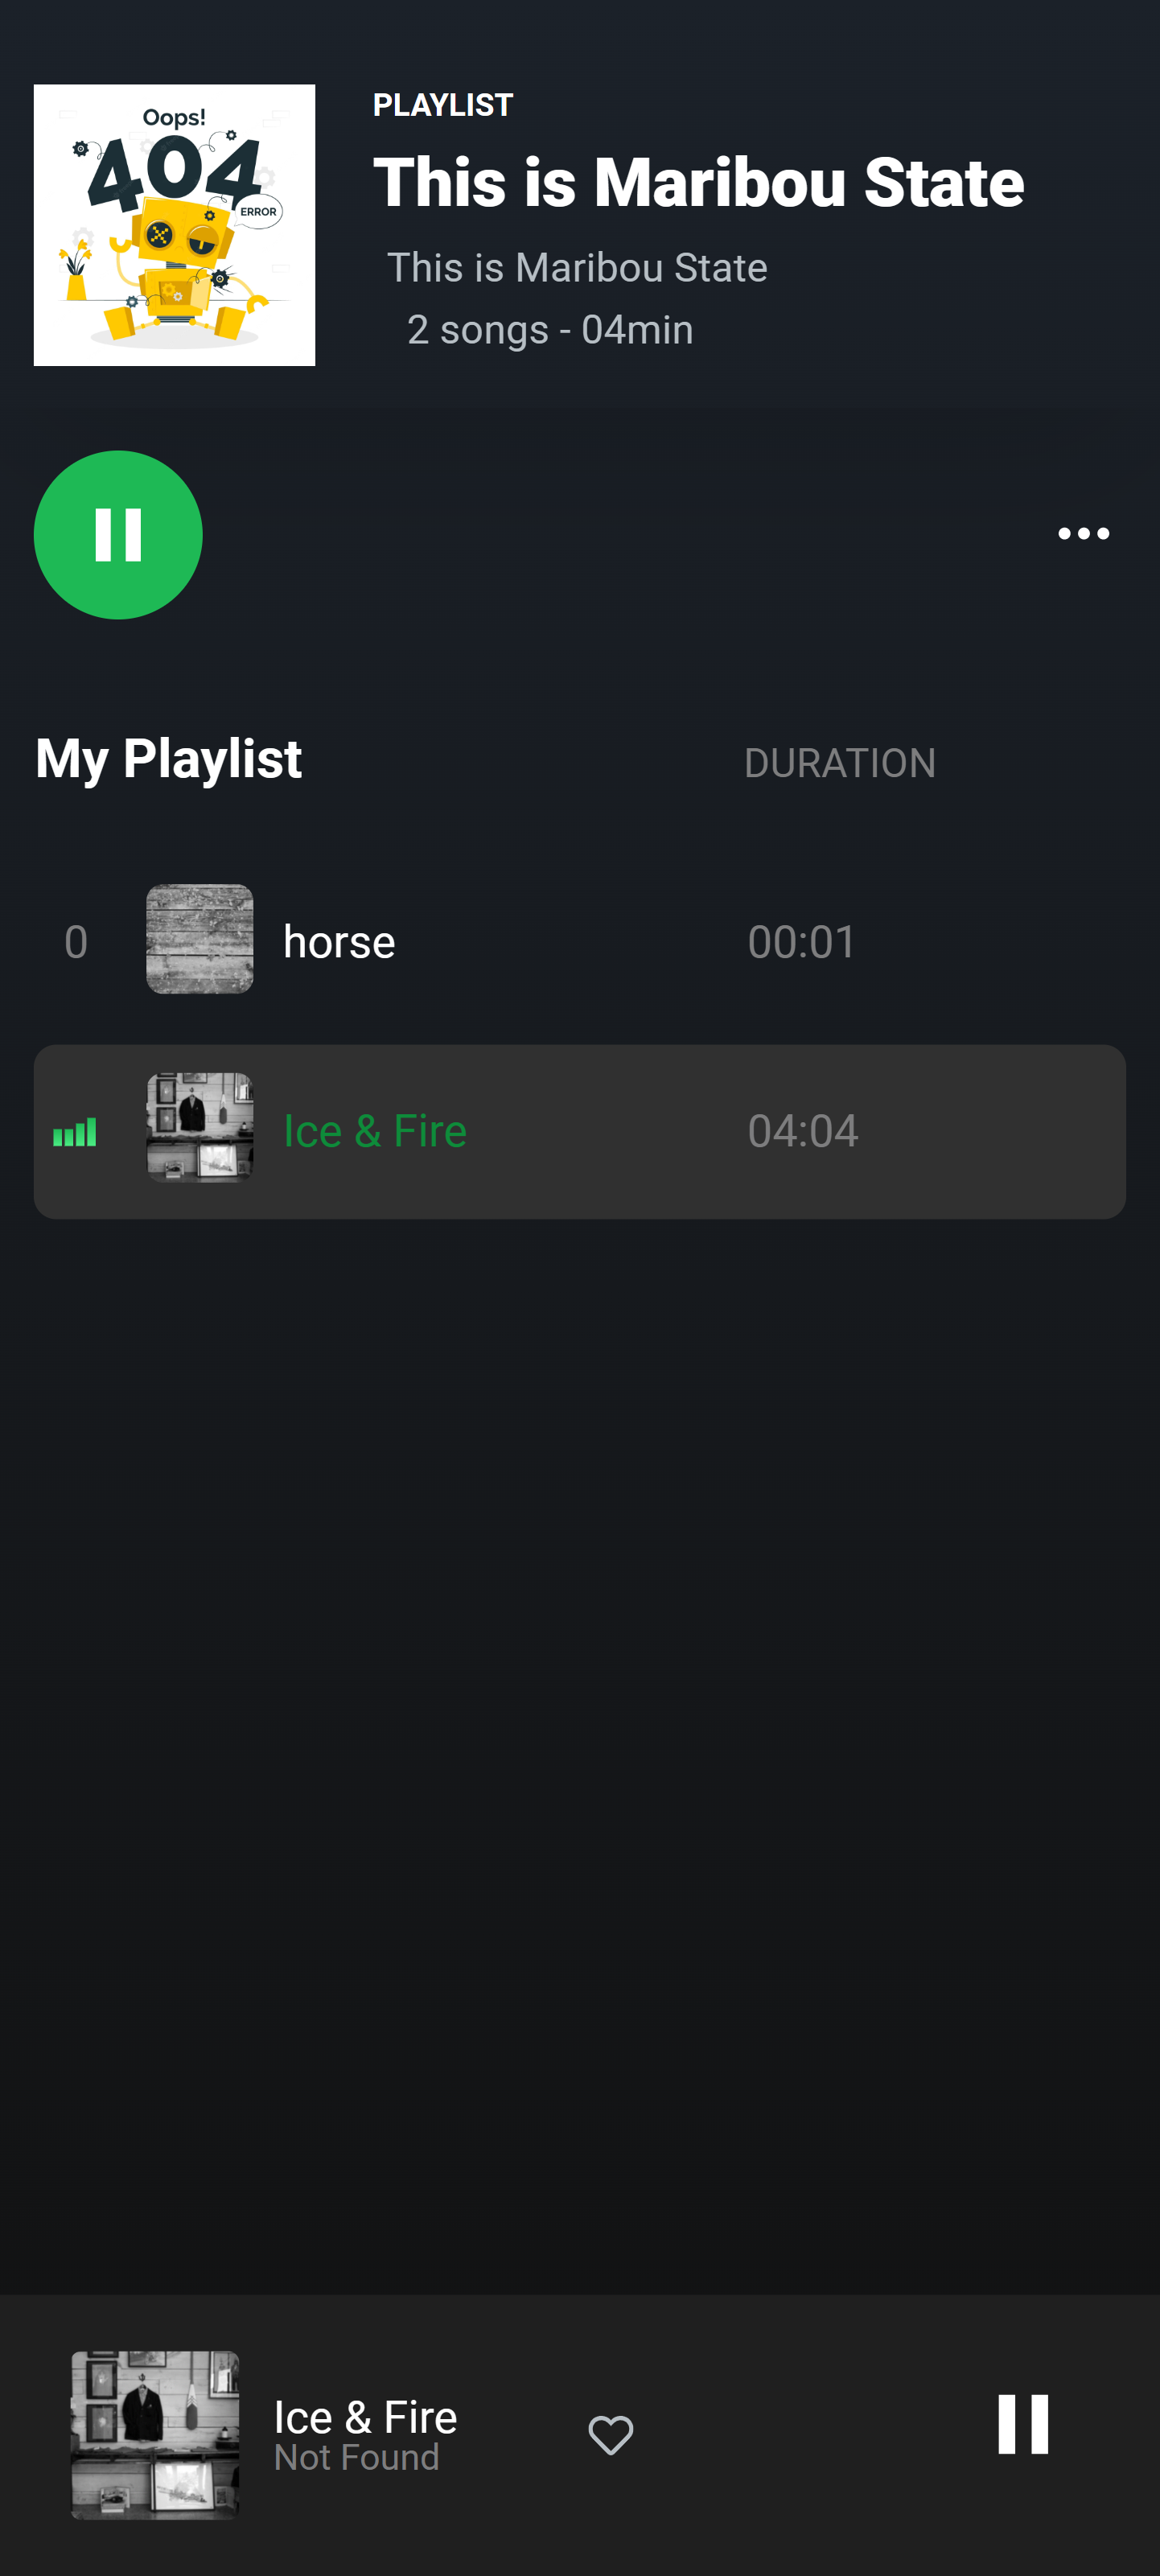 Oops!
404
ERROR
PLAYLIST
This is Maribou State
This is Maribou State
2 songs - 04min
My Playlist
DURATION
0
horse
00:01
Ice & Fire
04:04
Ice & Fire
Not Found